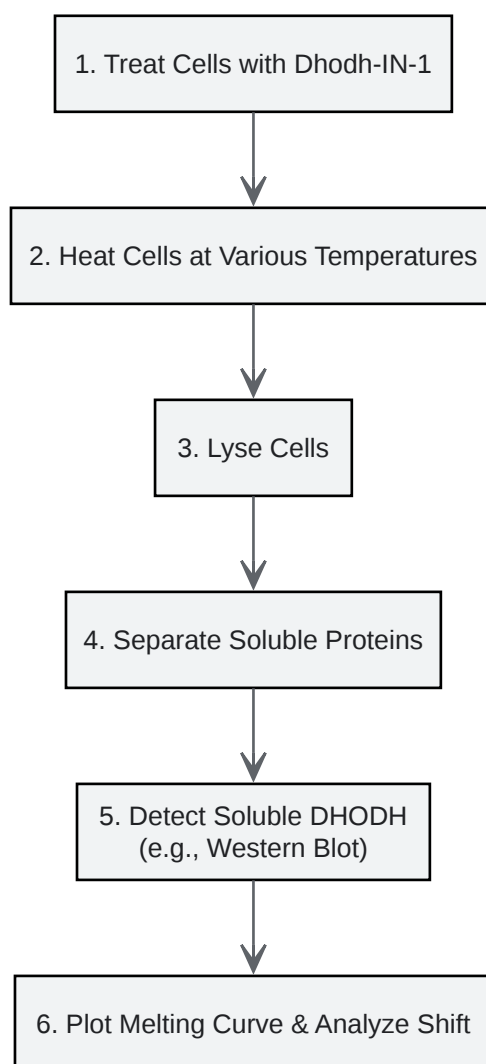 1. Treat Cells with Dhodh-IN-1
2. Heat Cells at Various Temperatures
3. Lyse Cells
4. Separate Soluble Proteins
5. Detect Soluble DHODH
(e.g., Western Blot)
6. Plot Melting Curve & Analyze Shift